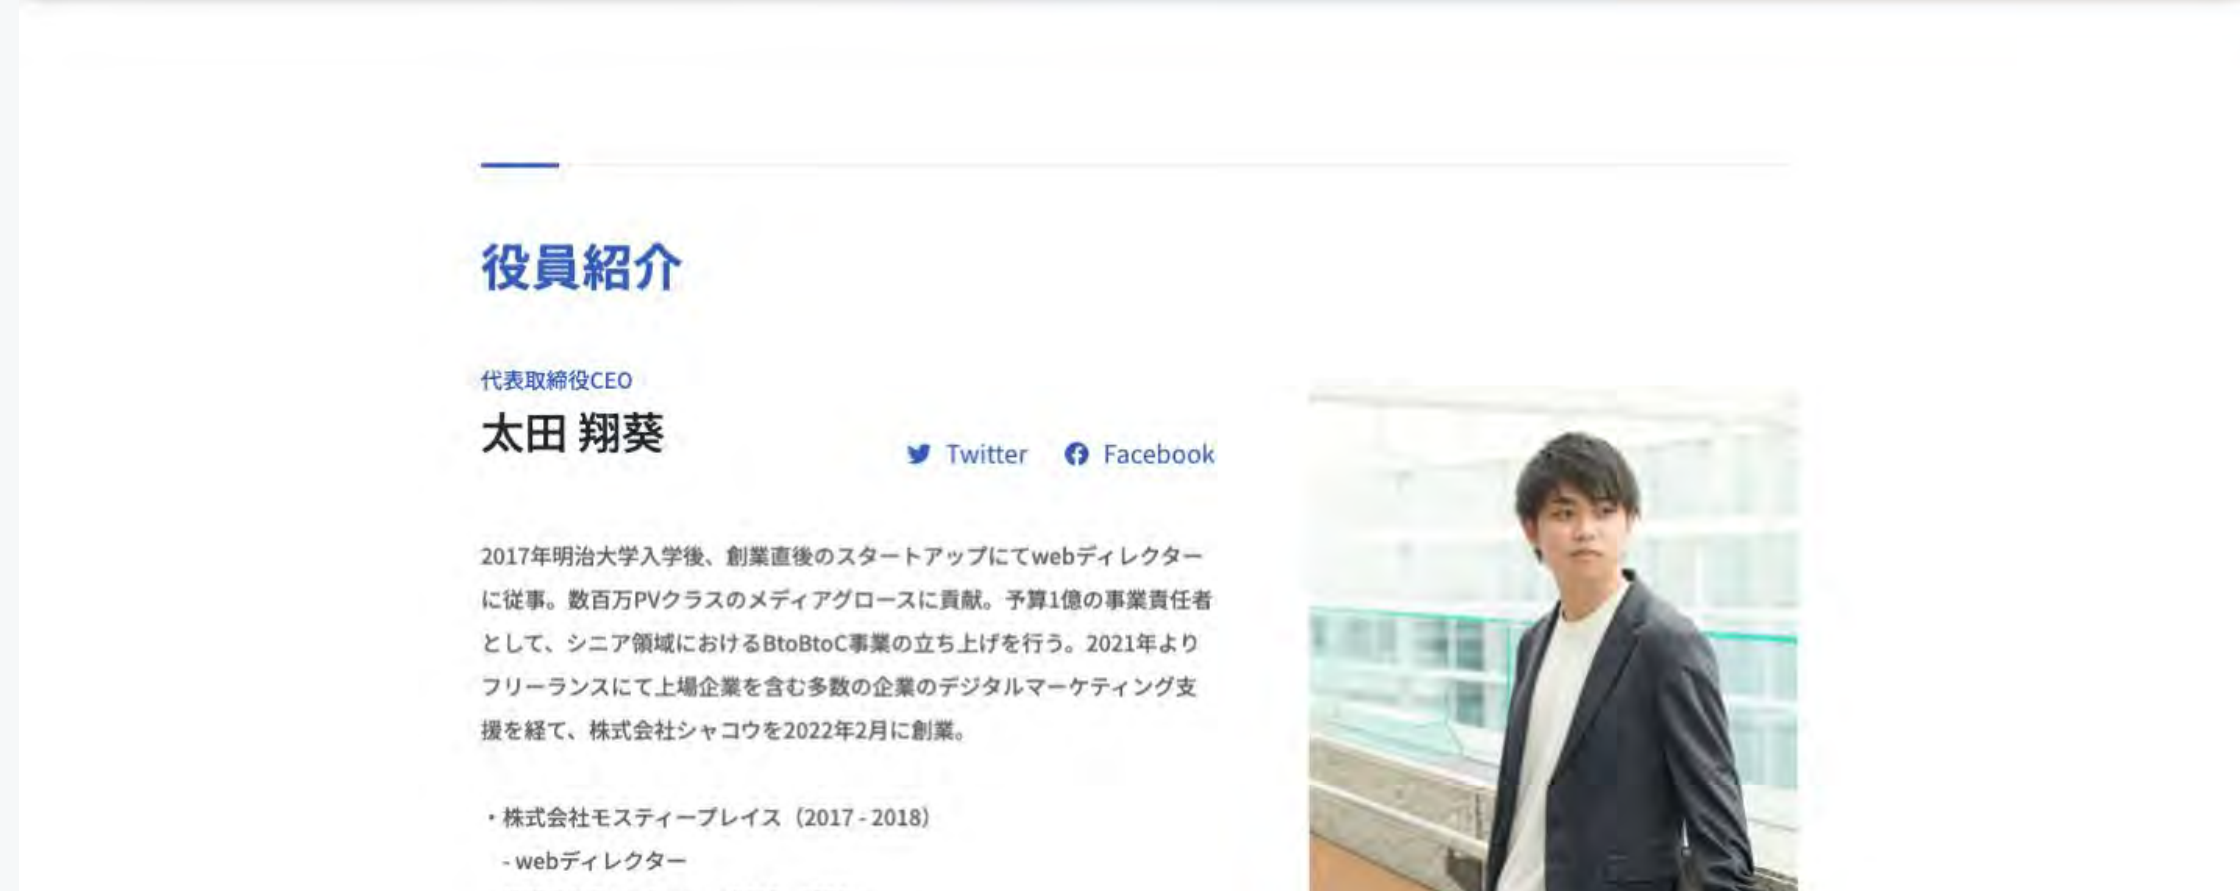 役員紹介
代表取締役CEO
太田 翔葵
Twitter Facebook
2017年明治大学入学後、創業直後のスタートアップにてwebディレクター
に従事。数百万PVクラスのメディアグロースに貢献。予算1億の事業責任者
として、シニア領域におけるBtoBtoC事業の立ち上げを行う。2021年より
フリーランスにて上場企業を含む多数の企業のデジタルマーケティング支
援を経て、株式会社シャコウを2022年2月に創業。
・株式会社モスティープレイス（2017 - 2018）
- webディレクター